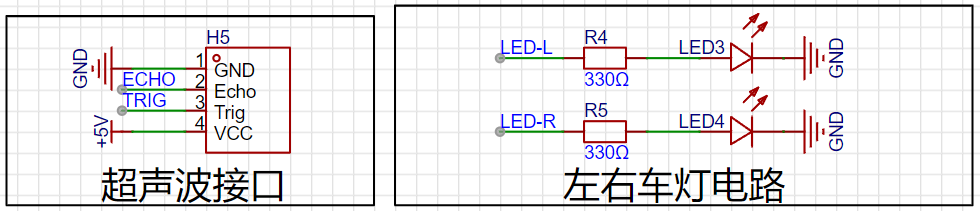 H5
GND
1
GND
ECHO
2
Echo
TRIG
3
Trig
+5V
4
VCC
超声波接口
LED-L
R4
330Ω
LED3
GND
LED-R
R5
330Ω
LED4
GND
左右车灯电路